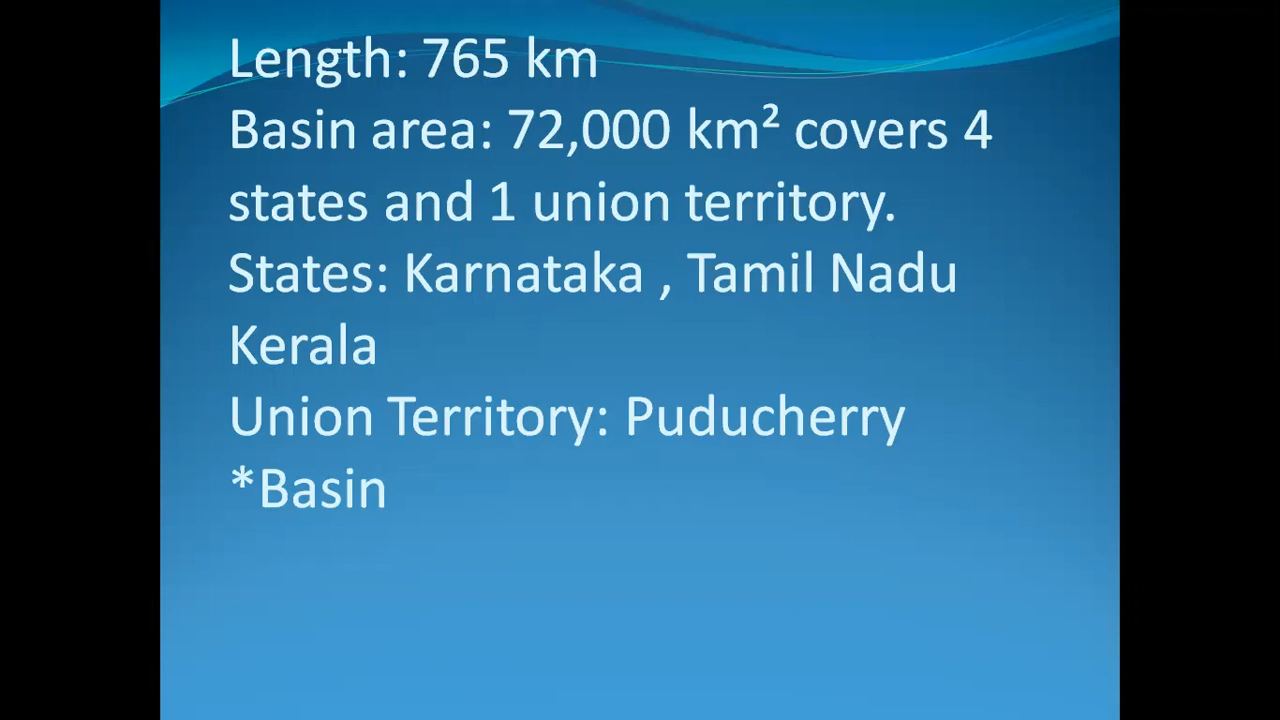 Length: 765 km
Basin area: 72,000 km² covers 4
states and 1 union territory.
States: Karnataka , Tamil Nadu
Kerala
Union Territory: Puducherry
*Basin